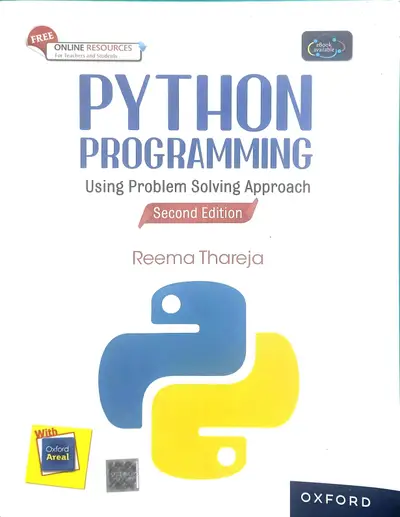 FREE
ONLINE RESOURCES
For Teachers and Students
eBook
available
PYTHON
PROGRAMMING
Using Problem Solving Approach
Second Edition
Reema Thareja
With
Oxford
Areal
OXFORD